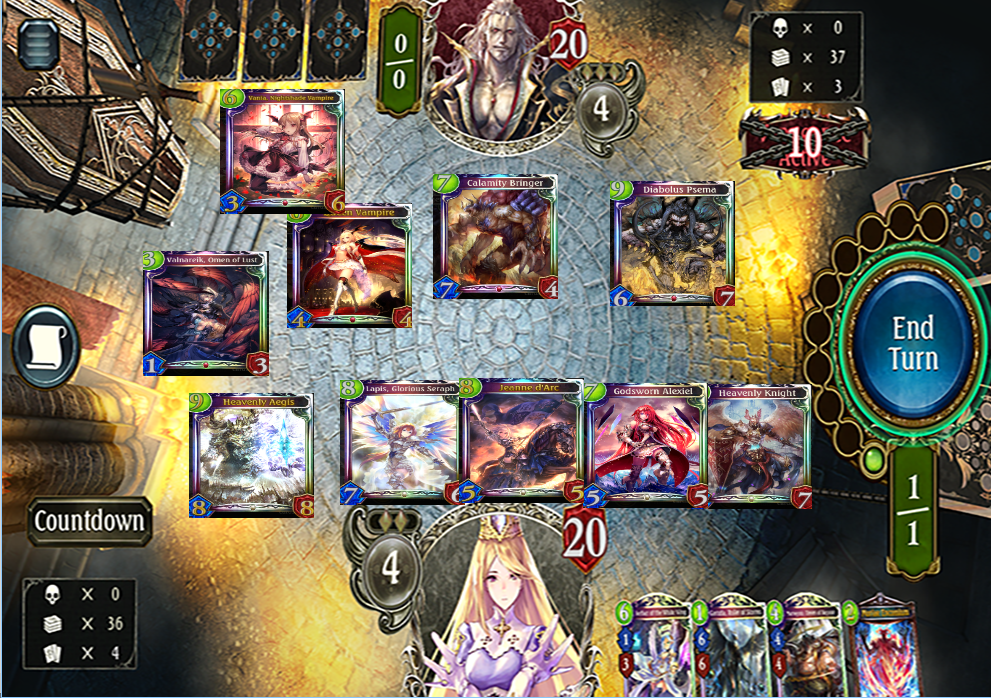 0
0
20
4
x 0
x 37
x 3
10
6
Vania, Nightshade Vampire
3
6
Vampire
4
4
7
Calamity Bringer
7
4
9
Diabolus Psema
6
7
3
Valnareik, Omen of Lust
1
3
End
Turn
9
Heavenly Aegis
8
8
8
Lapis, Glorious Seraph
7
6
8
Jeanne d'Arc
5
5
7
Godsworn Alexiel
5
5
Heavenly Knight
7
Countdown
4
20
1
1
X 0
X 36
X 4
6
1
3
1
6
6
4
4
4
2